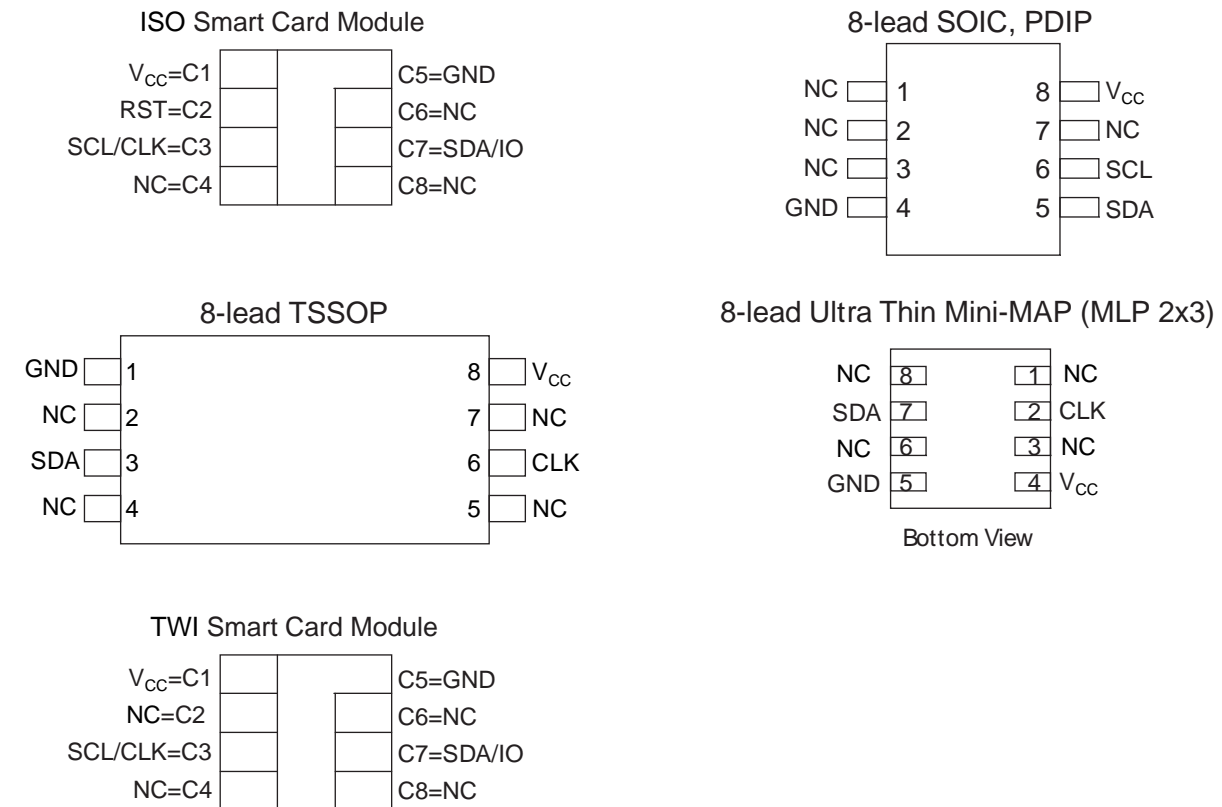 ISO Smart Card Module
VCC=C1 C5=GND
RST=C2 C6=NC
SCL/CLK=C3 C7=SDA/IO
NC=C4 C8=NC
8-lead SOIC, PDIP
NC 1 8 VCC
NC 2 7 NC
NC 3 6 SCL
GND 4 5 SDA
8-lead TSSOP
GND 1 8 VCC
NC 2 7 NC
SDA 3 6 CLK
NC 4 5 NC
8-lead Ultra Thin Mini-MAP (MLP 2x3)
NC 8 1 NC
SDA 7 2 CLK
NC 6 3 NC
GND 5 4 VCC
Bottom View
TWI Smart Card Module
VCC=C1 C5=GND
NC=C2 C6=NC
SCL/CLK=C3 C7=SDA/IO
NC=C4 C8=NC